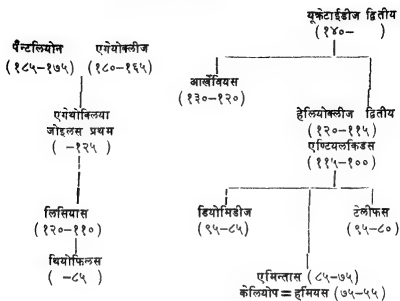 पैन्टलियोन
(१८५-१७५)
एगेथोक्लीज
(१८०-१६५)
एगेथोक्लिया
जोइलस प्रथम
( -१२५ )
लिसियास
(१२०-११०)
थियोफिलस
( -८५ )
यूक्रेटाईडीज द्वितीय
(१४०- )
आर्खेवियस
(१३०-१२०)
हेलियोक्लीज द्वितीय
(१२०-११५)
एण्टियलकिडस
(११५-१००)
डियोमिडीज
(९५-८५)
टेलीफस
(९५-८०)
एमिन्तास (८५-७५)
केलियोप = हर्मियस (७५-५५)